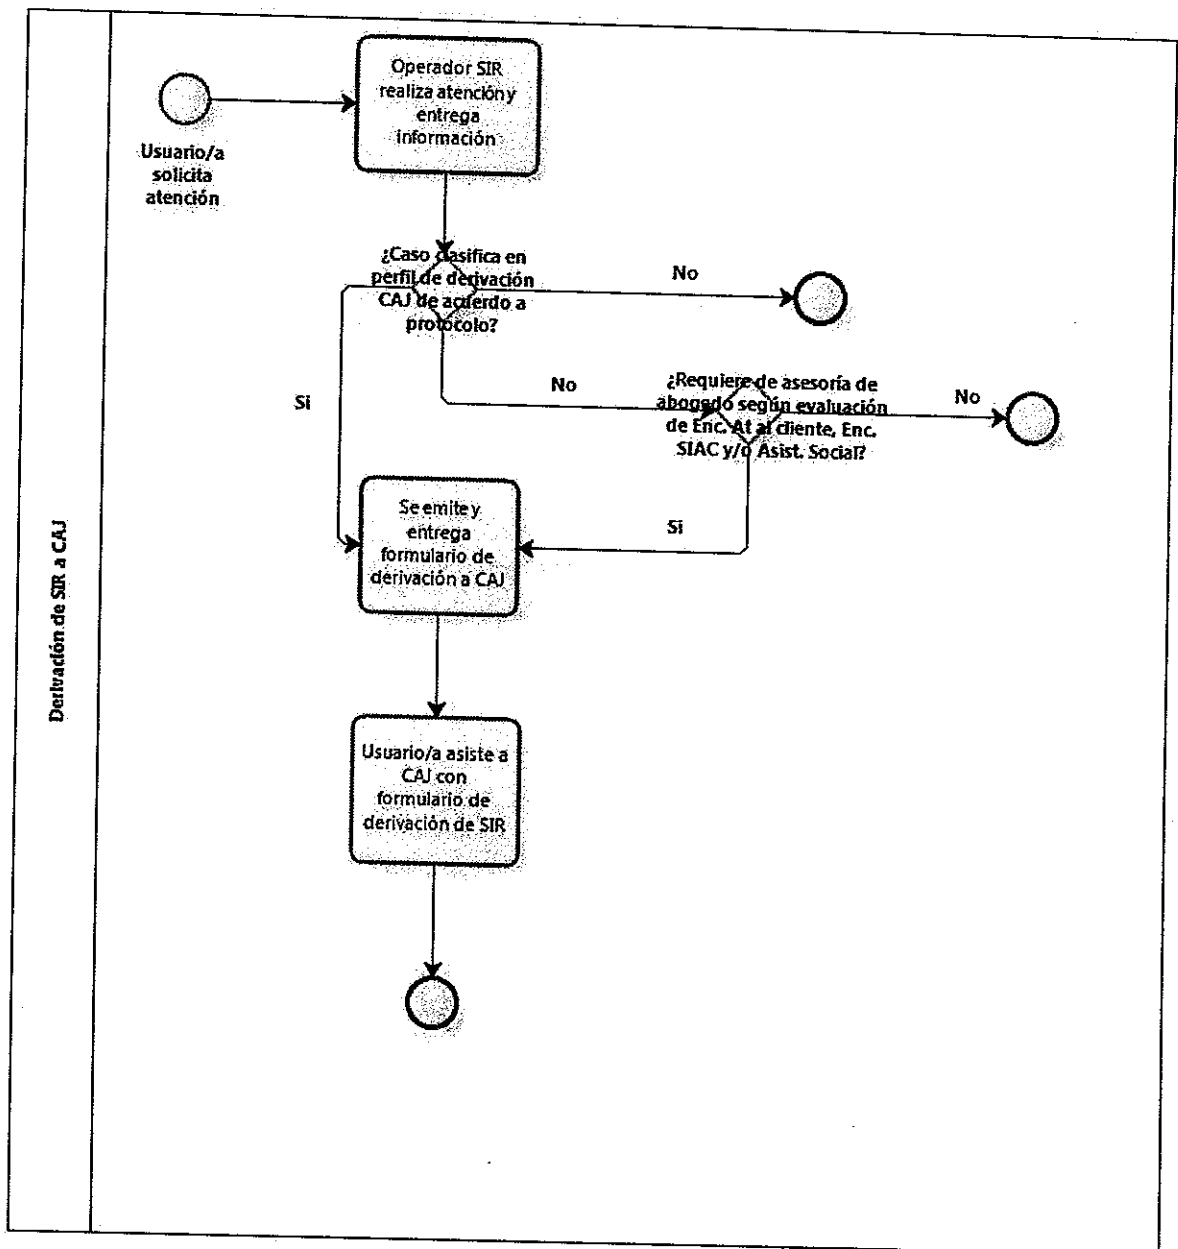 Derivación de SIR a CAJ
Usuario/a
solicita
atención
Operador SIR
realiza atención y
entrega
información
¿Caso clasifica en
perfil de derivación
CAJ de acuerdo a
protocolo?
No
Si
No
¿Requiere de asesoría de
abogado según evaluación
de Enc. At al cliente, Enc.
SIAC y/o Asist. Social?
No
Si
Se emite y
entrega
formulario de
derivación a CAJ
Usuario/a asiste a
CAJ con
formulario de
derivación de SIR